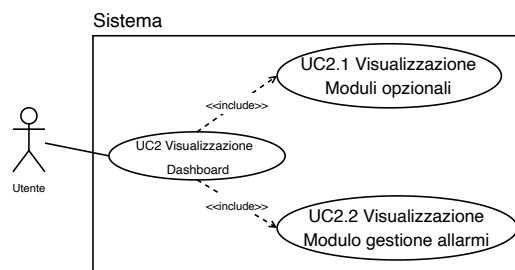 Sistema
UC2.1 Visualizzazione
Moduli opzionali
<<include>>
UC2 Visualizzazione
Dashboard
Utente
<<include>>
UC2.2 Visualizzazione
Modulo gestione allarmi